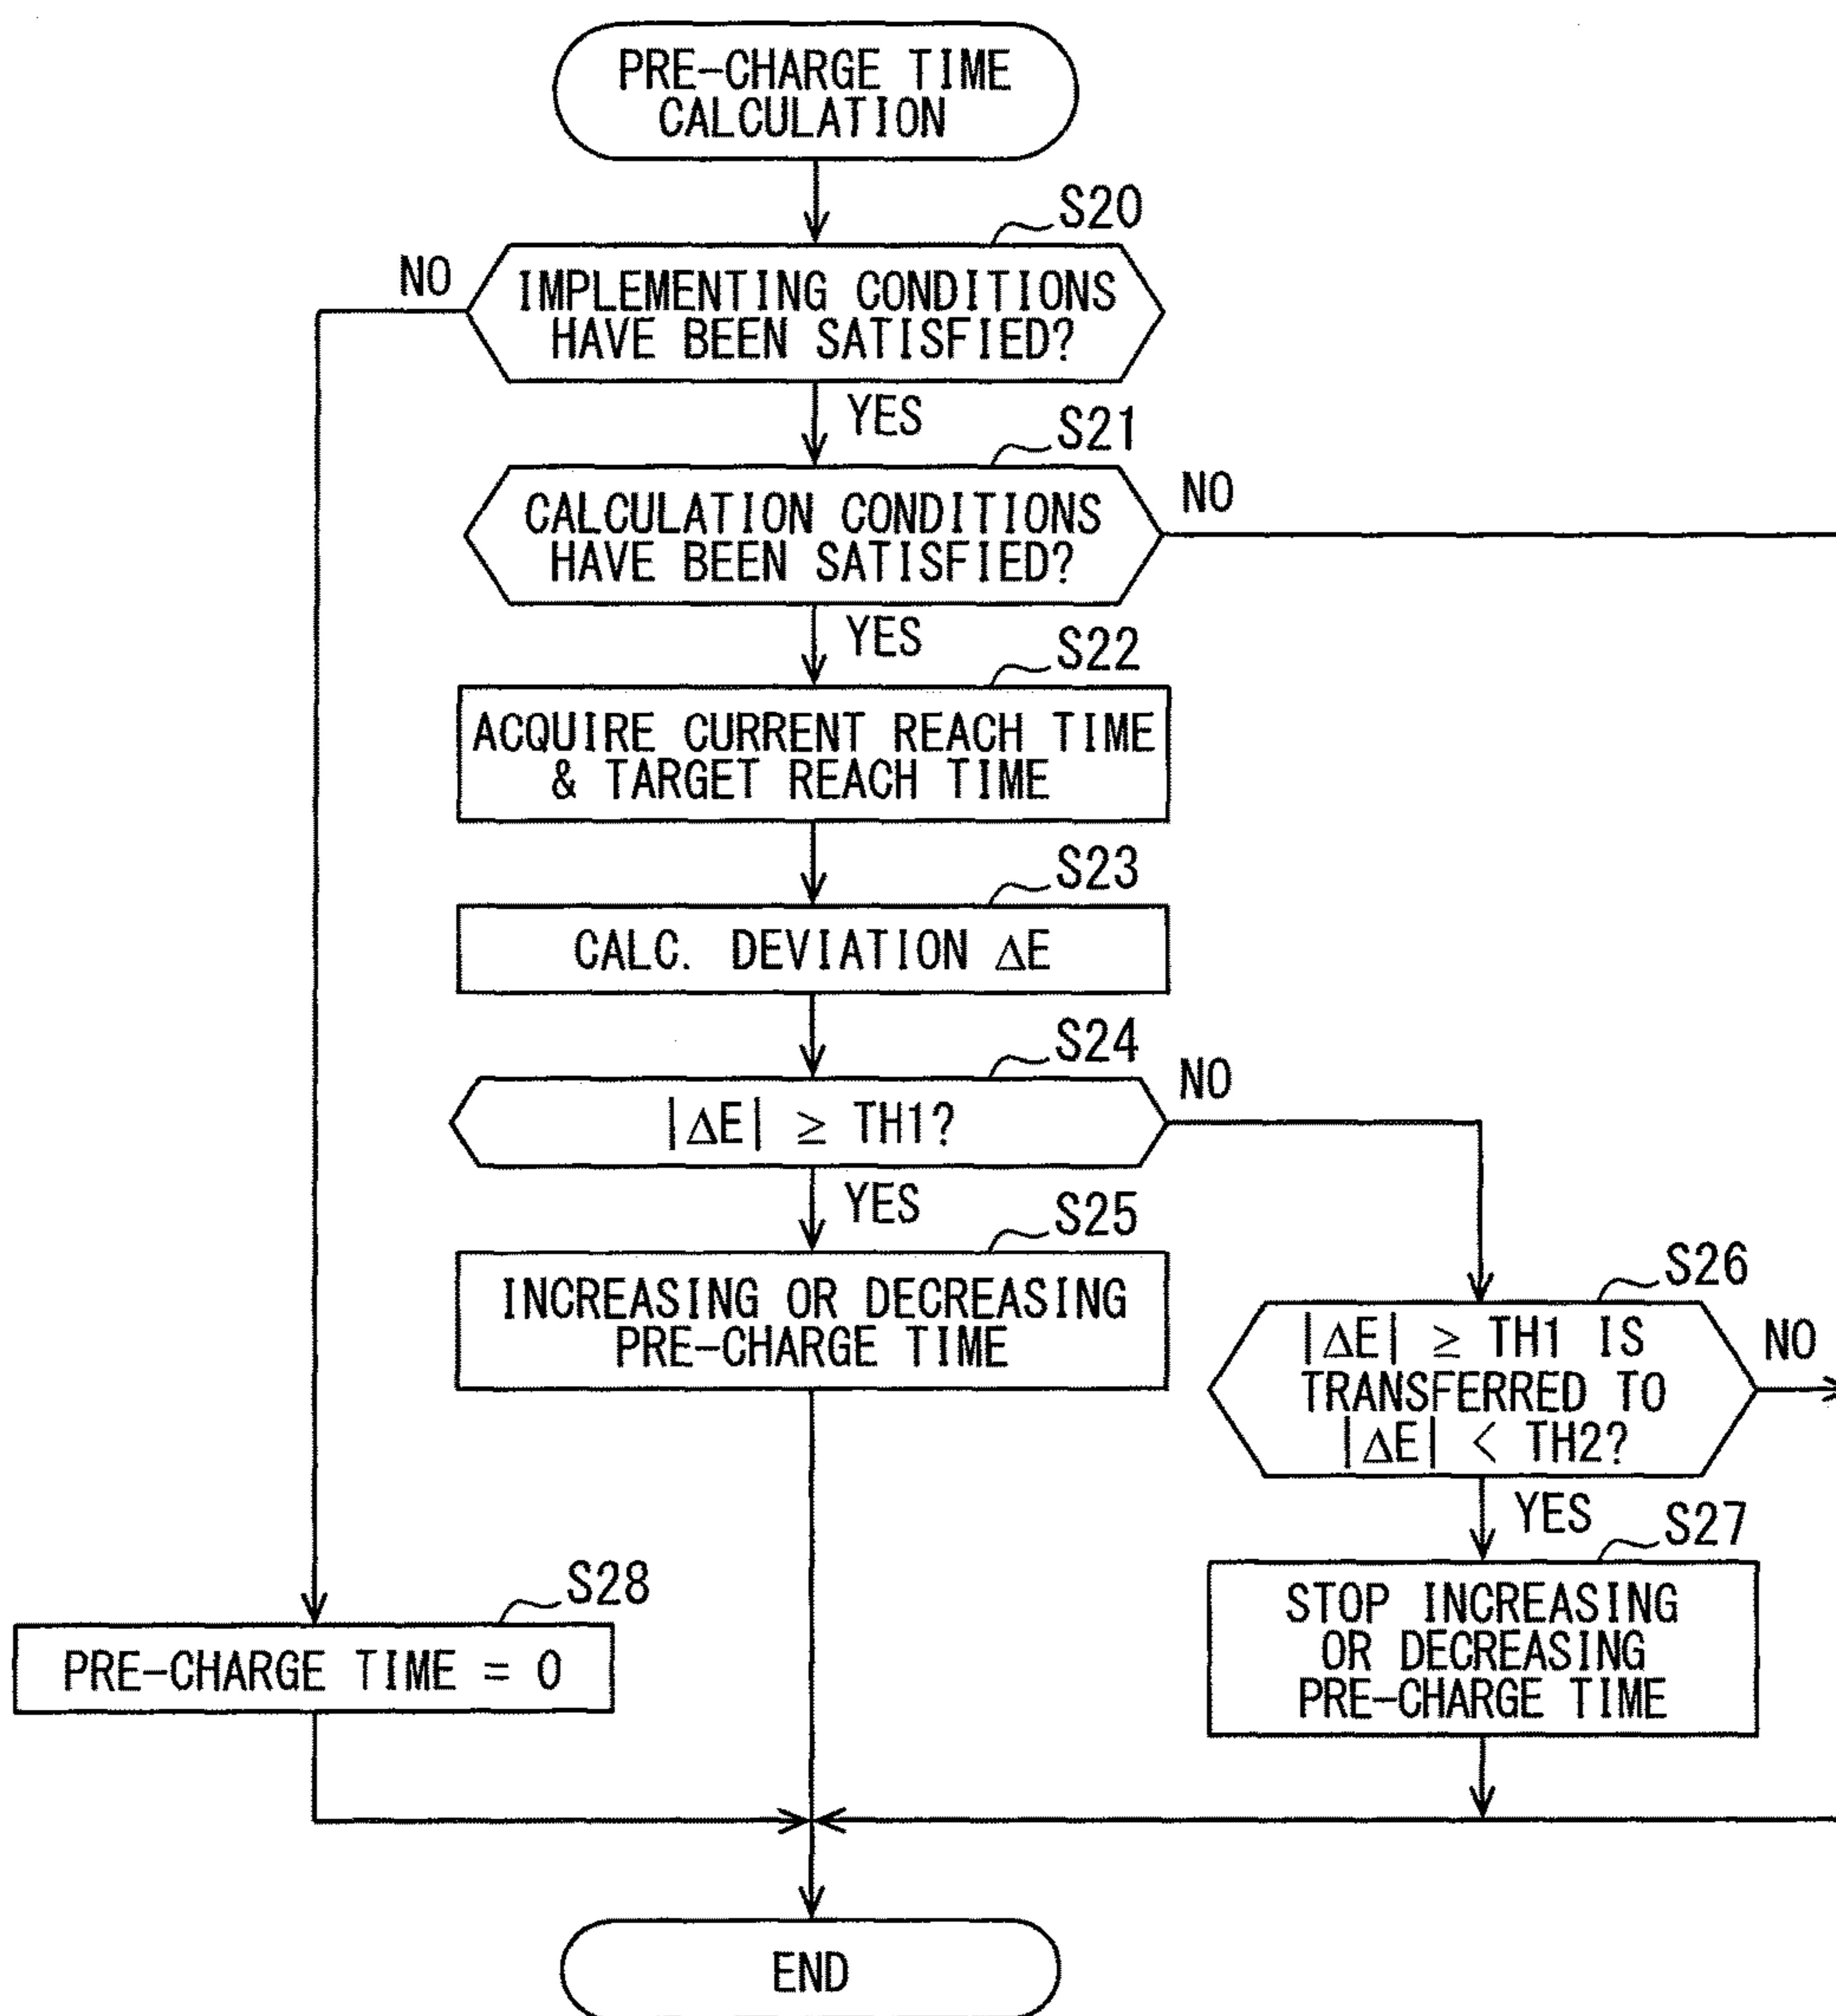 PRE-CHARGE TIME
CALCULATION
S20
NO
IMPLEMENTING CONDITIONS
HAVE BEEN SATISFIED?
YES
S21
NO
CALCULATION CONDITIONS
HAVE BEEN SATISFIED?
YES
S22
ACQUIRE CURRENT REACH TIME
& TARGET REACH TIME
S23
CALC. DEVIATION ΔE
S24
NO
|ΔE| ≥ TH1?
YES
S25
INCREASING OR DECREASING
PRE-CHARGE TIME
S26
|ΔE| ≥ TH1 IS
TRANSFERRED TO
|ΔE| < TH2?
NO
YES
S27
STOP INCREASING
OR DECREASING
PRE-CHARGE TIME
S28
PRE-CHARGE TIME = 0
END